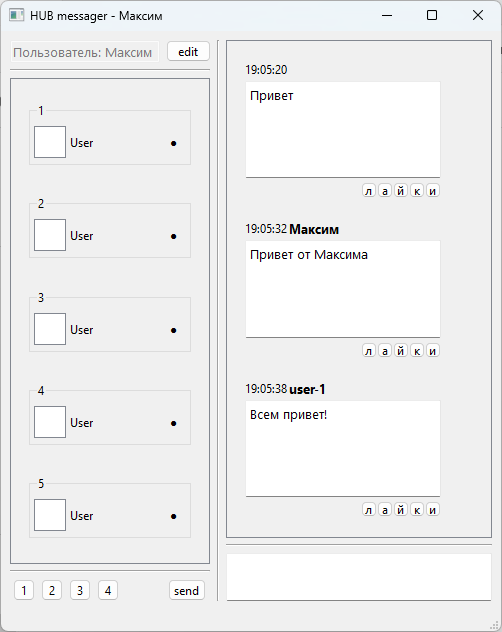 HUB messager - Максим
Пользователь: Максим
edit
1
User
2
User
3
User
4
User
5
User
1 2 3 4 send
19:05:20
Привет
л а й к и
19:05:32 Максим
Привет от Максима
л а й к и
19:05:38 user-1
Всем привет!
л а й к и